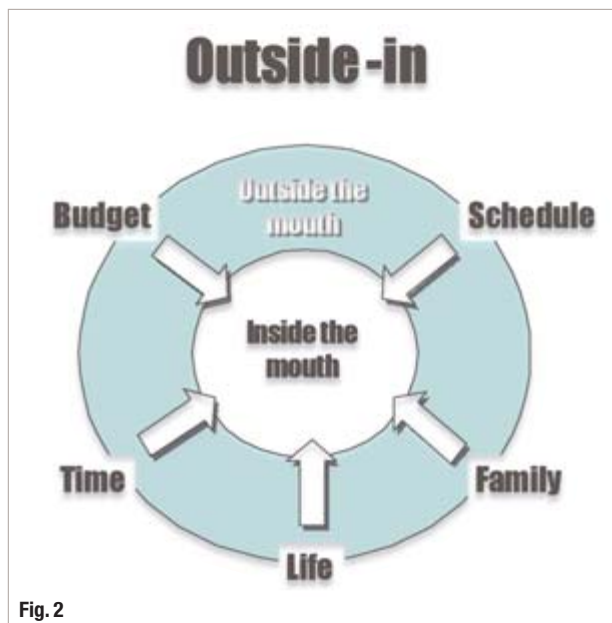 Outside-in
Outside the
mouth
Budget
Schedule
Inside the
mouth
Time
Family
Life
Fig. 2